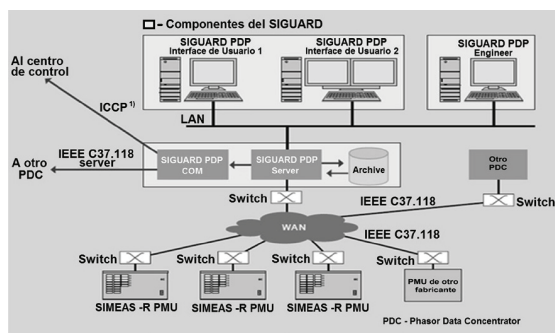 - Componentes del SIGUARD
SIGUARD PDP
Interface de Usuario 1
SIGUARD PDP
Interface de Usuario 2
SIGUARD PDP
Engineer
Al centro
de control
ICCP 1)
LAN
A otro
PDC
IEEE C37.118
server
SIGUARD PDP
COM
SIGUARD PDP
Server
Archive
Otro
PDC
Switch
IEEE C37.118
Switch
WAN
IEEE C37.118
Switch
Switch
Switch
Switch
SIMEAS -R PMU
SIMEAS -R PMU
SIMEAS -R PMU
PMU de otro
fabricante
PDC - Phasor Data Concentrator